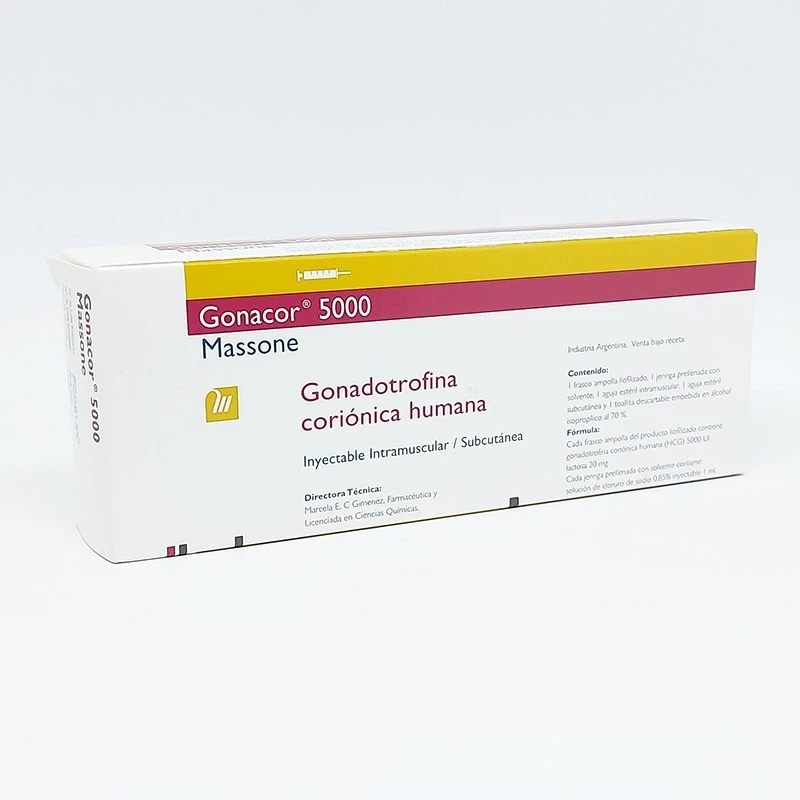 Gonacor® 5000
Massone
Gonadotrofina
coriónica humana
Inyectable Intramuscular / Subcutánea
Directora Técnica:
Marcela E. C Gimenez, Farmacéutica y
Licenciada en Ciencias Químicas.
Industria Argentina. Venta bajo receta.
Contenido:
1 frasco ampolla liofilizado, 1 jeringa prellenada con
solvente, 1 aguja estéril intramuscular, 1 aguja estéril
subcutánea y 1 toallita descartable embebida en alcohol
isopropílico al 70 %.
Fórmula:
Cada frasco ampolla del producto liofilizado contiene:
gonadotrofina coriónica humana (HCG) 5000 UI
lactosa 20 mg
Cada jeringa prellenada con solvente contiene:
solución de cloruro de sodio 0,85% inyectable 1 ml.
Gonacor® 5000
Massone